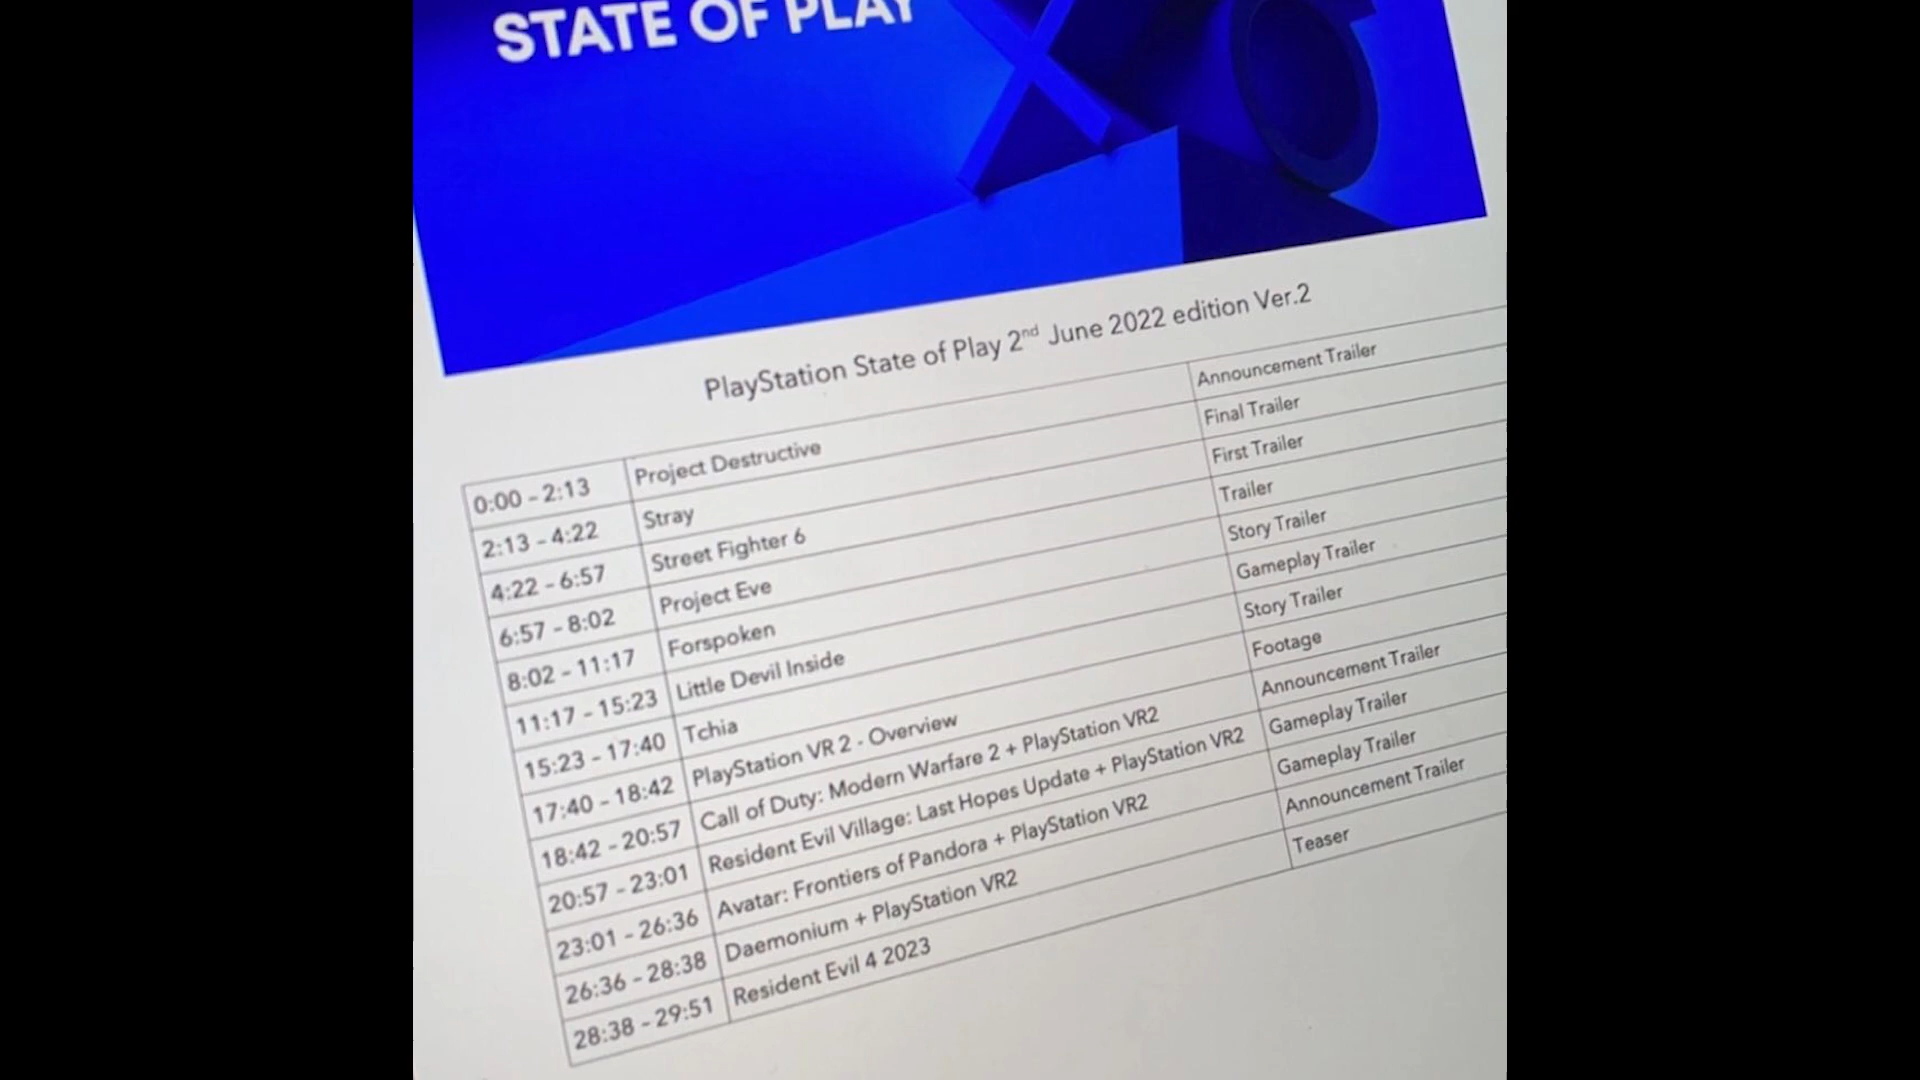 STATE OF PLAY
PlayStation State of Play 2nd June 2022 edition Ver.2
0:00 - 2:13 Project Destructive Announcement Trailer
2:13 - 4:22 Stray Final Trailer
4:22 - 6:57 Street Fighter 6 First Trailer
6:57 - 8:02 Project Eve Trailer
8:02 - 11:17 Forspoken Story Trailer
11:17 - 15:23 Little Devil Inside Gameplay Trailer
15:23 - 17:40 Tchia Story Trailer
17:40 - 18:42 PlayStation VR 2 - Overview Footage
18:42 - 20:57 Call of Duty: Modern Warfare 2 + PlayStation VR2 Announcement Trailer
20:57 - 23:01 Resident Evil Village: Last Hopes Update + PlayStation VR2 Gameplay Trailer
23:01 - 26:36 Avatar: Frontiers of Pandora + PlayStation VR2 Gameplay Trailer
26:36 - 28:38 Daemonium + PlayStation VR2 Announcement Trailer
28:38 - 29:51 Resident Evil 4 2023 Teaser